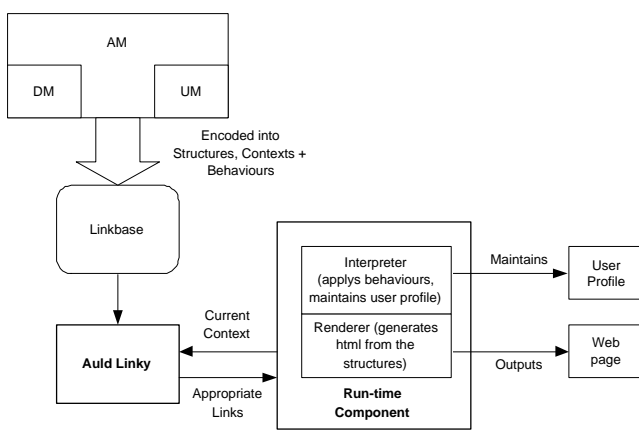 AM
DM
UM
Encoded into
Structures, Contexts +
Behaviours
Linkbase
Interpreter
(applys behaviours,
maintains user profile)
Maintains
User
Profile
Current
Context
Renderer (generates
html from the
structures)
Web
page
Auld Linky
Outputs
Appropriate
Links
Run-time
Component